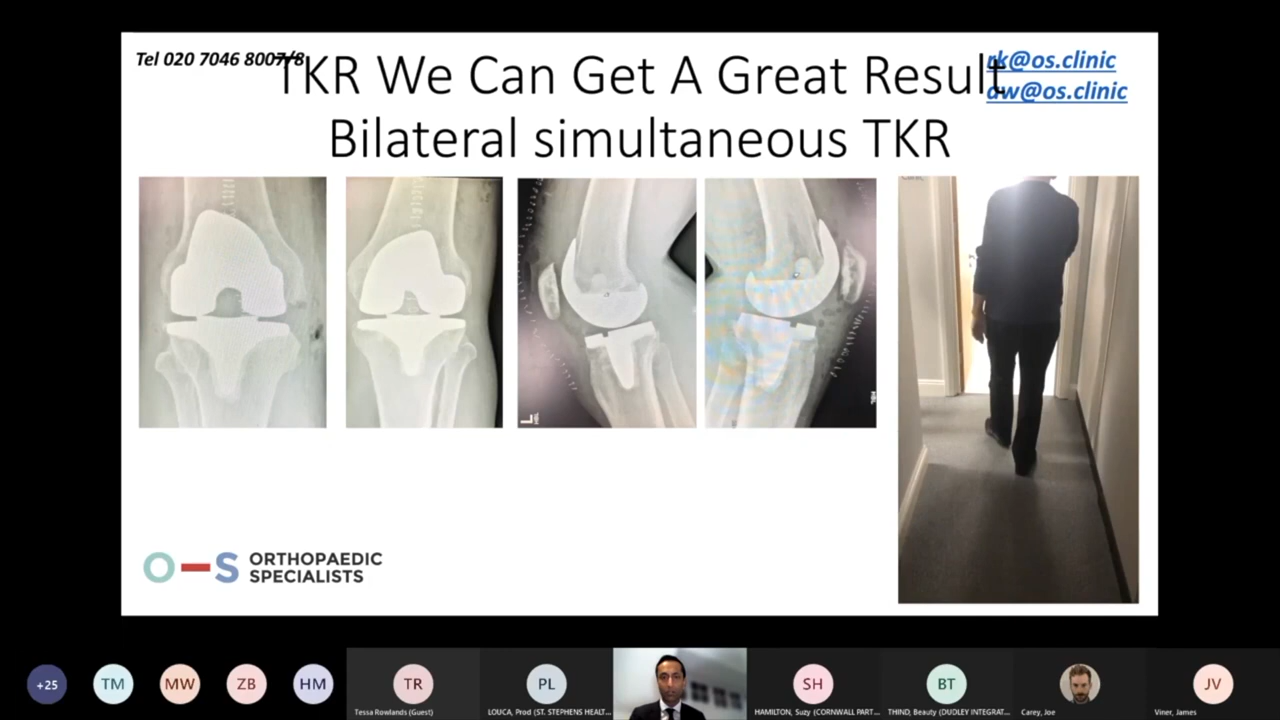 Tel 020 7046 8007/8
TKR We Can Get A Great Result
Bilateral simultaneous TKR
rk@os.clinic
dw@os.clinic
L
O-S ORTHOPAEDIC
SPECIALISTS
+25
TM
MW
ZB
HM
TR
PL
SH
BT
JV
Tessa Rowlands (Guest)
LOUCA, Prod (ST. STEPHENS HEALT...
HAMILTON, Suzy (CORNWALL PART...
THIND, Beauty (DUDLEY INTEGRAT...
Carey, Joe
Viner, James